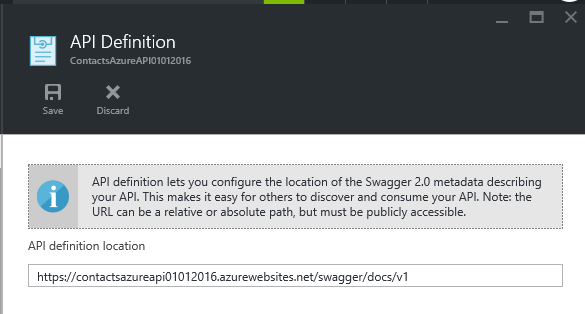 API Definition
ContactsAzureAPI01012016
Save Discard
API definition lets you configure the location of the Swagger 2.0 metadata describing
your API. This makes it easy for others to discover and consume your API. Note: the
URL can be a relative or absolute path, but must be publicly accessible.
API definition location
https://contactsazureapi01012016.azurewebsites.net/swagger/docs/v1